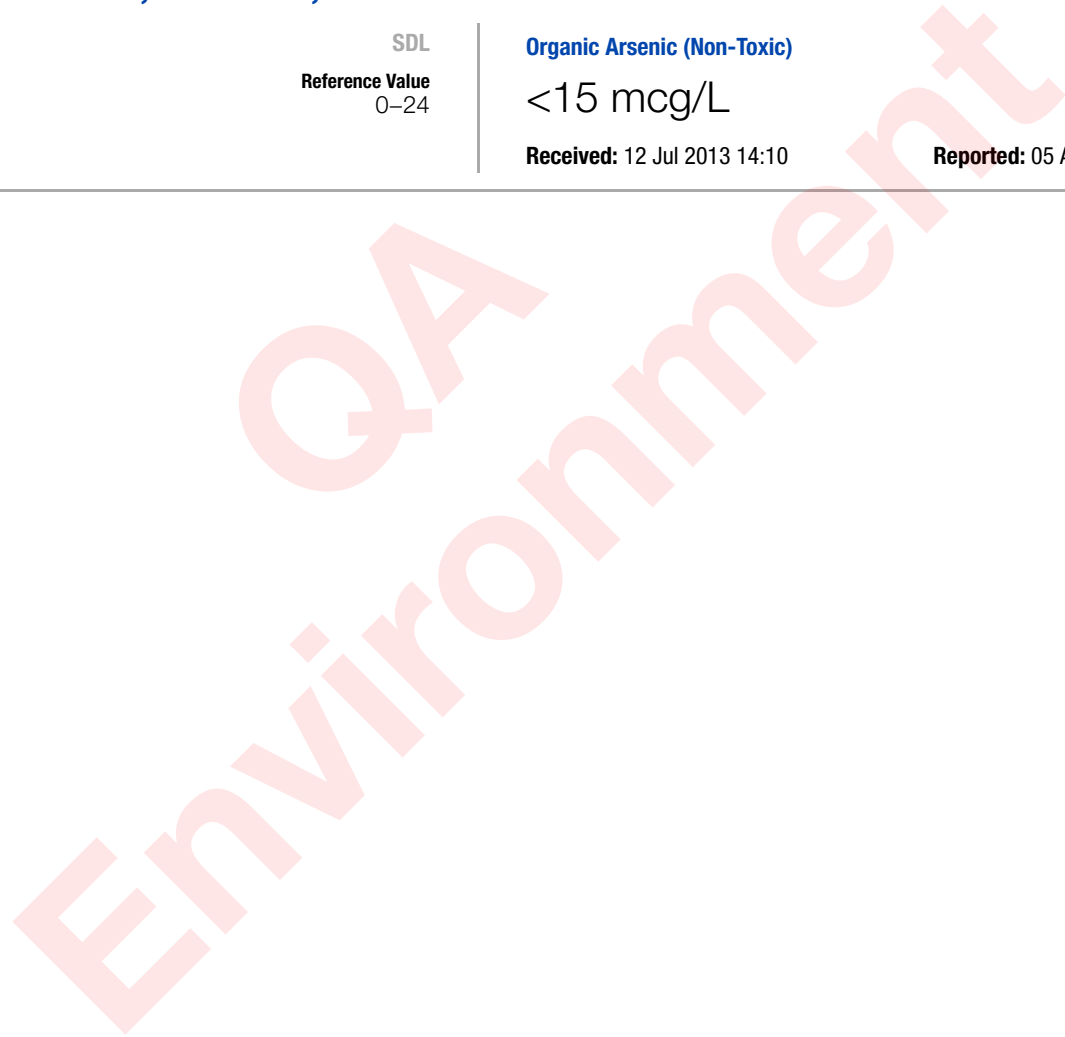 SDL
Reference Value
0–24
Organic Arsenic (Non-Toxic)
<15 mcg/L
Received: 12 Jul 2013 14:10
Reported: 05
QA
Environment